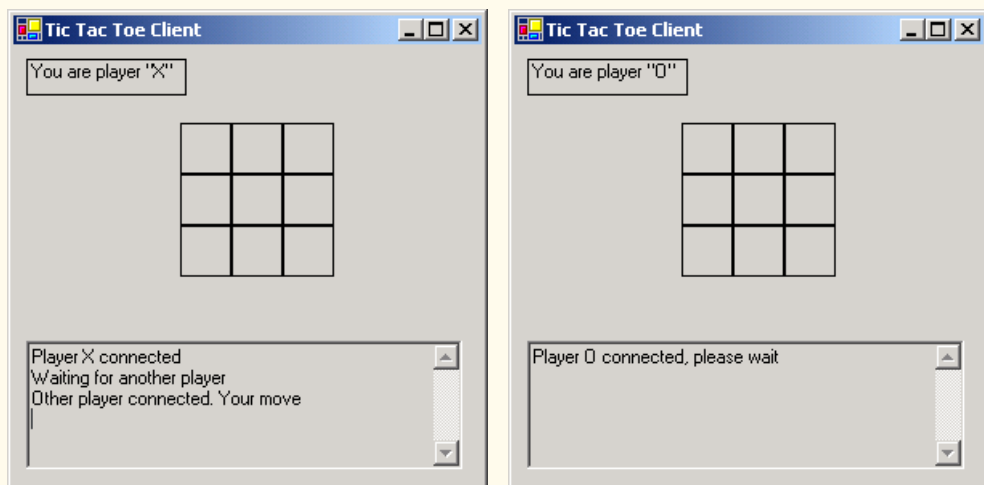 Tic Tac Toe Client
You are player "X"
Player X connected
Waiting for another player
Other player connected. Your move
Tic Tac Toe Client
You are player "O"
Player O connected, please wait